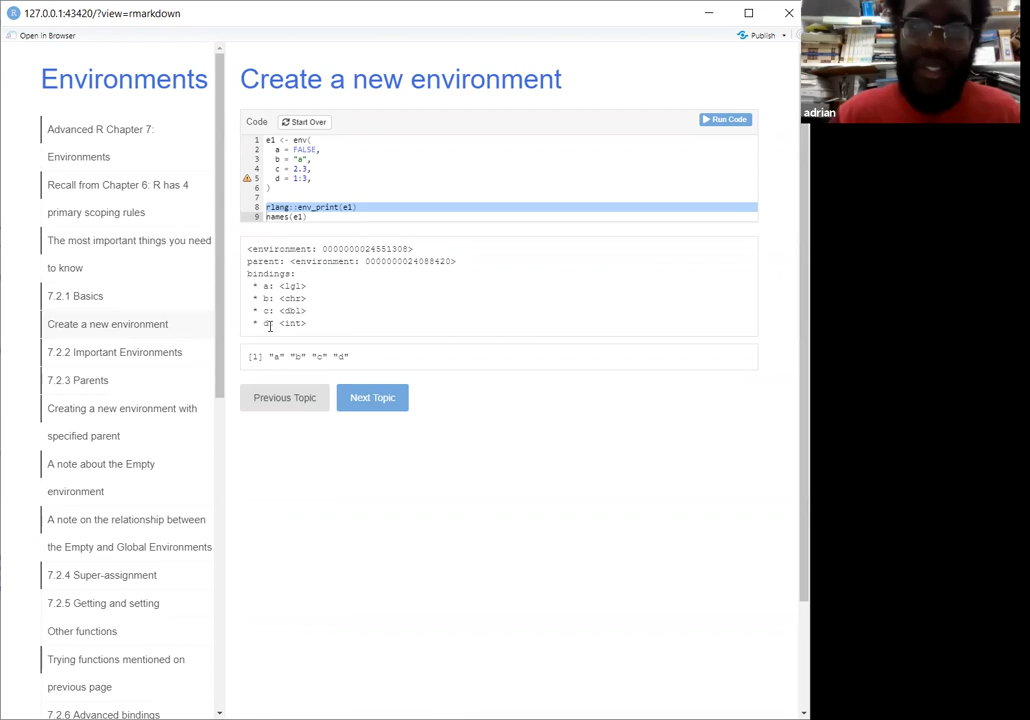 127.0.0.1:43420/?view=rmarkdown
Open in Browser
Publish
Environments
Advanced R Chapter 7:
Environments
Recall from Chapter 6: R has 4
primary scoping rules
The most important things you need
to know
7.2.1 Basics
Create a new environment
7.2.2 Important Environments
7.2.3 Parents
Creating a new environment with
specified parent
A note about the Empty
environment
A note on the relationship between
the Empty and Global Environments
7.2.4 Super-assignment
7.2.5 Getting and setting
Other functions
Trying functions mentioned on
previous page
7.2.6 Advanced bindings
Create a new environment
Code
Start Over
Run Code
1 e1 <- env(
2 a = FALSE,
3 b = "a",
4 c = 2.3,
5 d = 1:3,
6 )
7
8 rlang::env_print(e1)
9 names(e1)
<environment: 0000000024551308>
parent: <environment: 0000000024088420>
bindings:
* a: <lgl>
* b: <chr>
* c: <dbl>
* d: <int>
[1] "a" "b" "c" "d"
Previous Topic
Next Topic
adrian